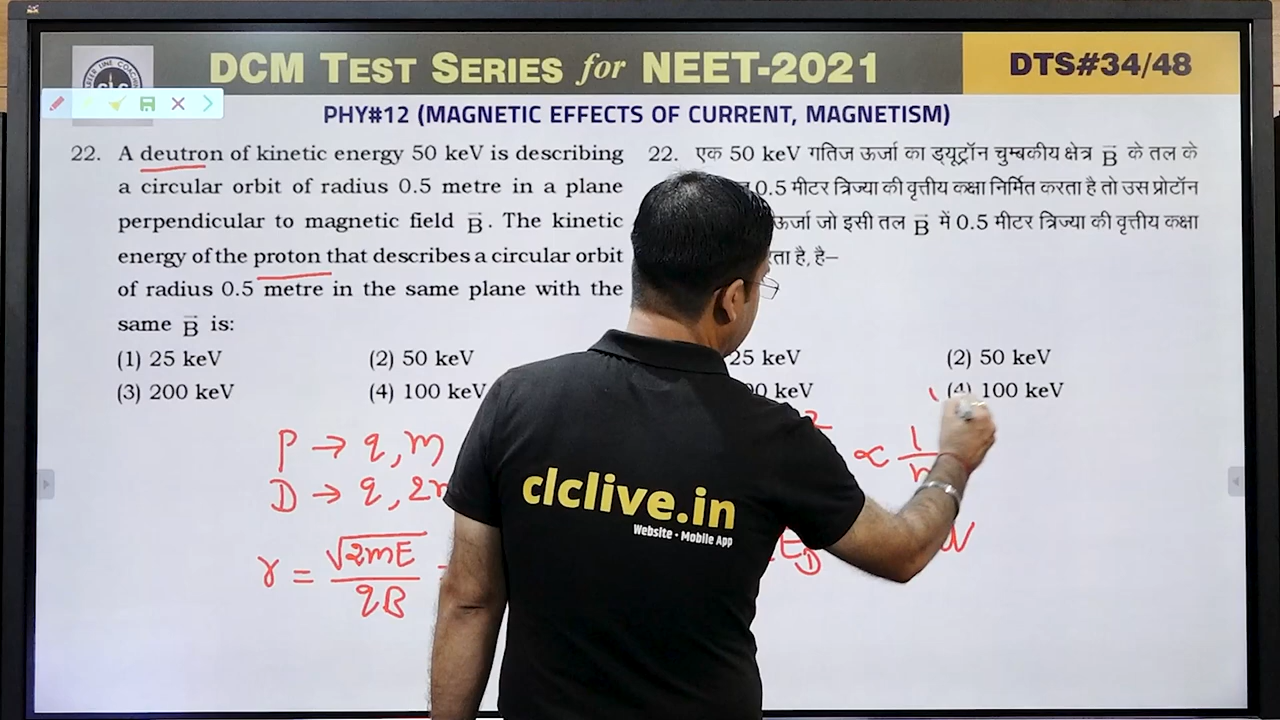 DCM TEST SERIES for NEET-2021
DTS#34/48
PHY#12 (MAGNETIC EFFECTS OF CURRENT, MAGNETISM)
22. A deutron of kinetic energy 50 keV is describing
a circular orbit of radius 0.5 metre in a plane
perpendicular to magnetic field B⃗. The kinetic
energy of the proton that describes a circular orbit
of radius 0.5 metre in the same plane with the
same B⃗ is:
(1) 25 keV (2) 50 keV
(3) 200 keV (4) 100 keV
22. एक 50 keV गतिज ऊर्जा का ड्यूट्रॉन चुम्बकीय क्षेत्र B⃗ के तल के
0.5 मीटर त्रिज्या की वृत्तीय कक्षा निर्मित करता है तो उस प्रोटॉन
ऊर्जा जो इसी तल B⃗ में 0.5 मीटर त्रिज्या की वृत्तीय कक्षा
है, है–
25 keV (2) 50 keV
keV (4) 100 keV
P → q, m
D → q, 2m
r = √2mE / qB
∝ 1
E_D
clclive.in
Website • Mobile App